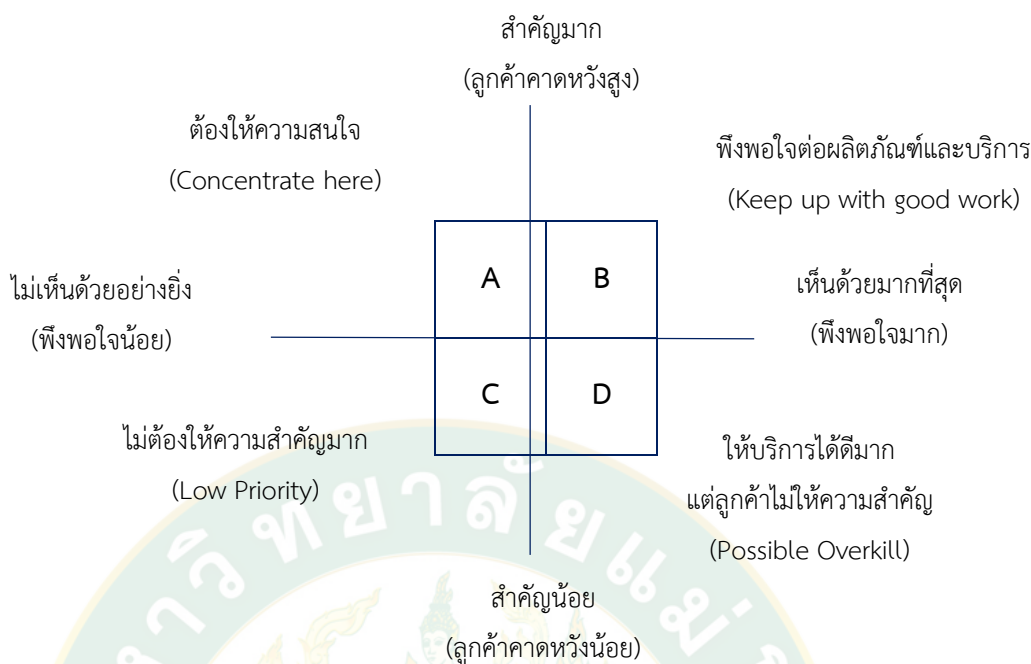 สำคัญมาก
(ลูกค้าคาดหวังสูง)
ต้องให้ความสนใจ
(Concentrate here)
พึงพอใจต่อผลิตภัณฑ์และบริการ
(Keep up with good work)
A
B
ไม่เห็นด้วยอย่างยิ่ง
(พึงพอใจน้อย)
เห็นด้วยมากที่สุด
(พึงพอใจมาก)
C
D
ไม่ต้องให้ความสำคัญมาก
(Low Priority)
ให้บริการได้ดีมาก
แต่ลูกค้าไม่ให้ความสำคัญ
(Possible Overkill)
สำคัญน้อย
(ลูกค้าคาดหวังน้อย)